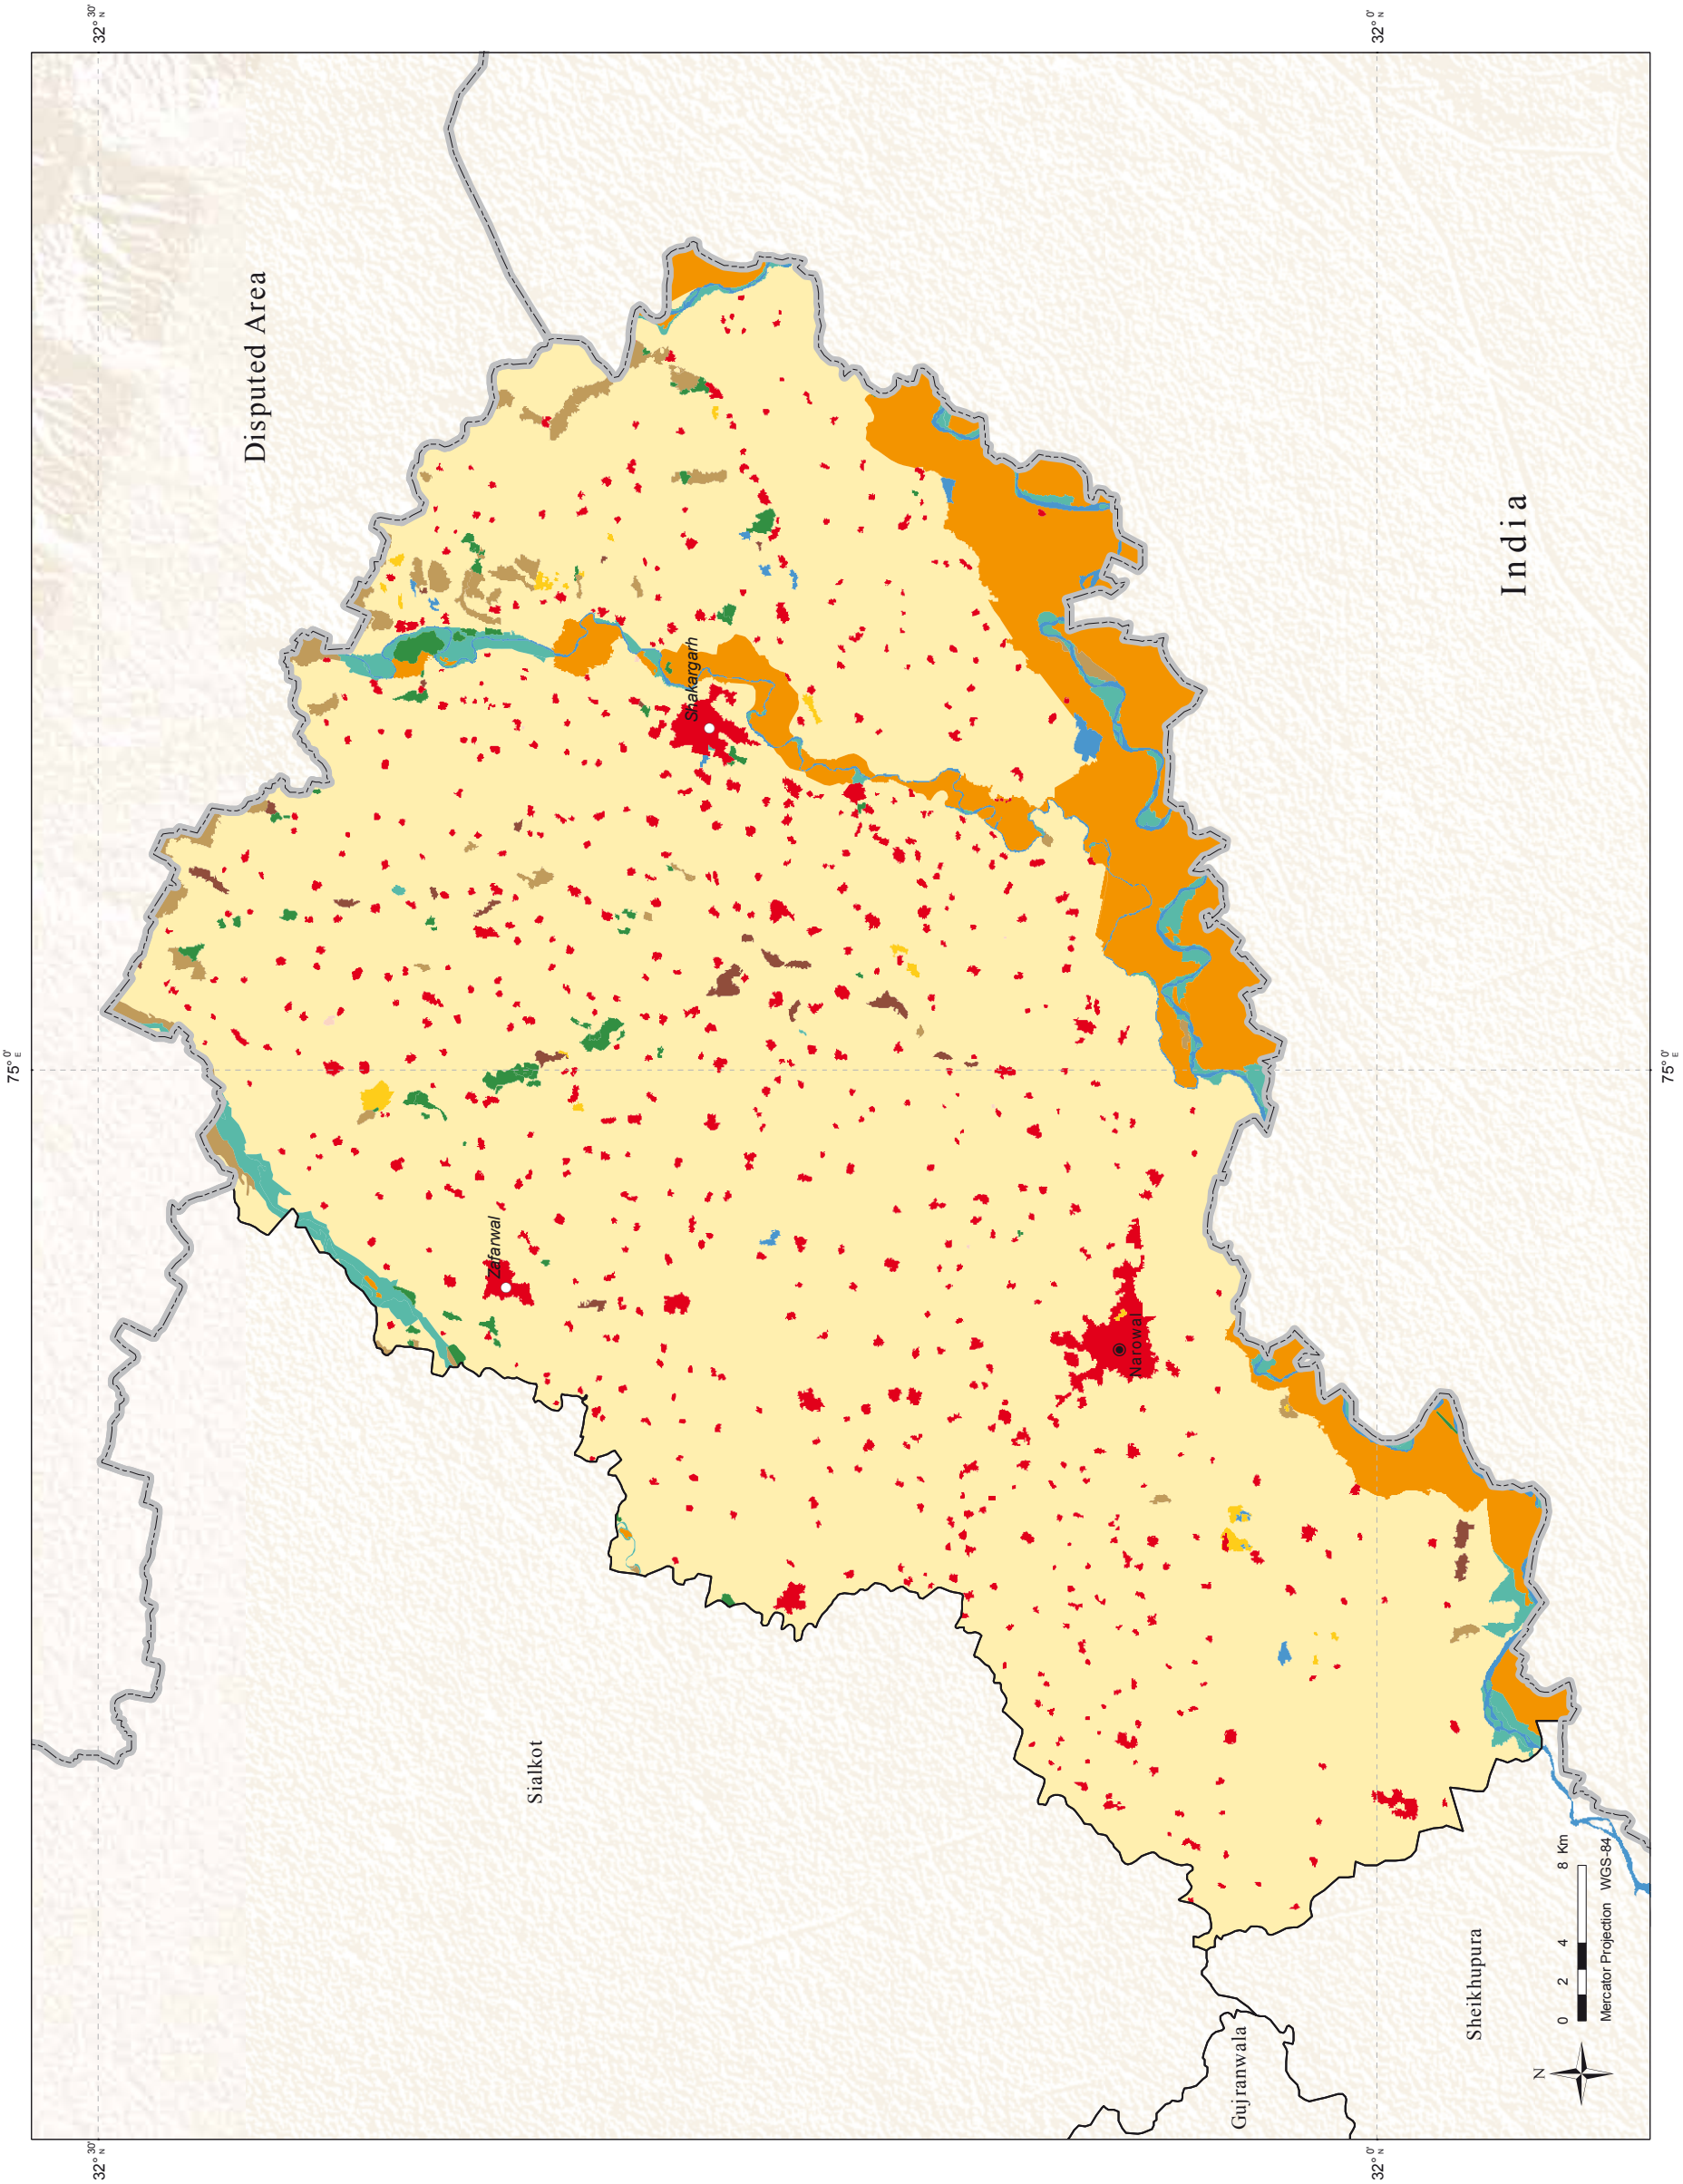 32° 30' N
32° 0' N
75° 0' E
75° 0' E
32° 30' N
32° 0' N
Disputed Area
India
Shakargarh
Zafarwal
Narowal
Sialkot
Gujranwala
Sheikhupura
N
0 2 4 8 Km
Mercator Projection WGS-84